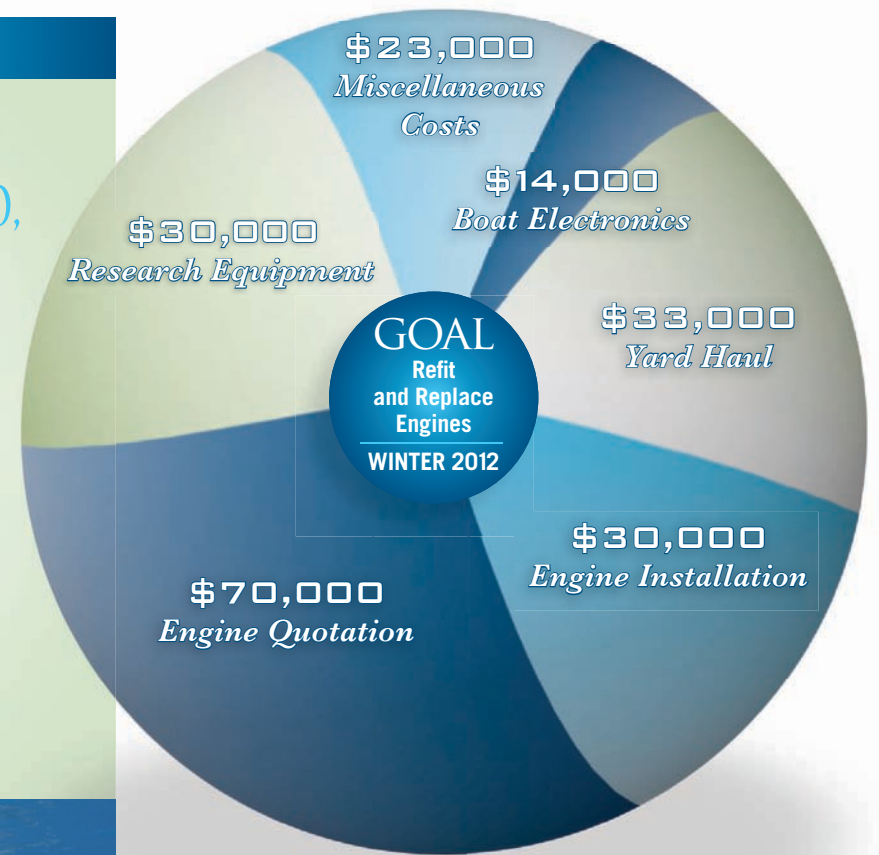 $23,000
Miscellaneous
Costs
$14,000
Boat Electronics
$30,000
Research Equipment
$33,000
Yard Haul
GOAL
Refit
and Replace
Engines
WINTER 2012
$30,000
Engine Installation
$70,000
Engine Quotation